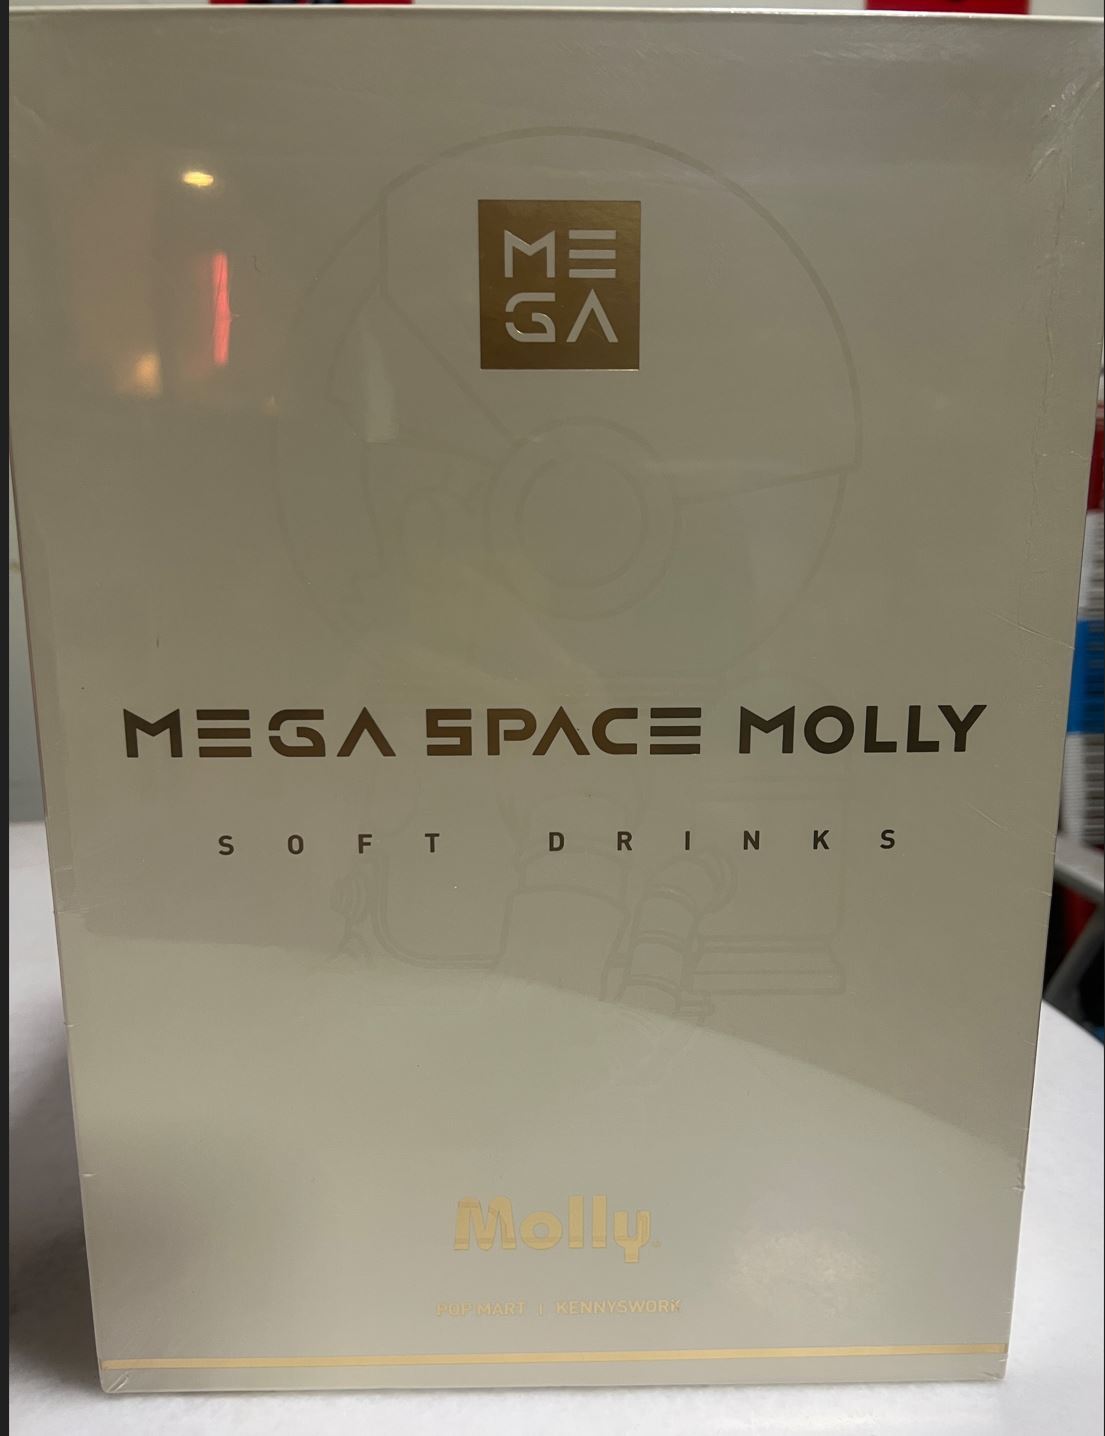 ME
GA
MEGA SPACE MOLLY
SOFT DRINKS
Molly
POP MART | KENNYSWORK